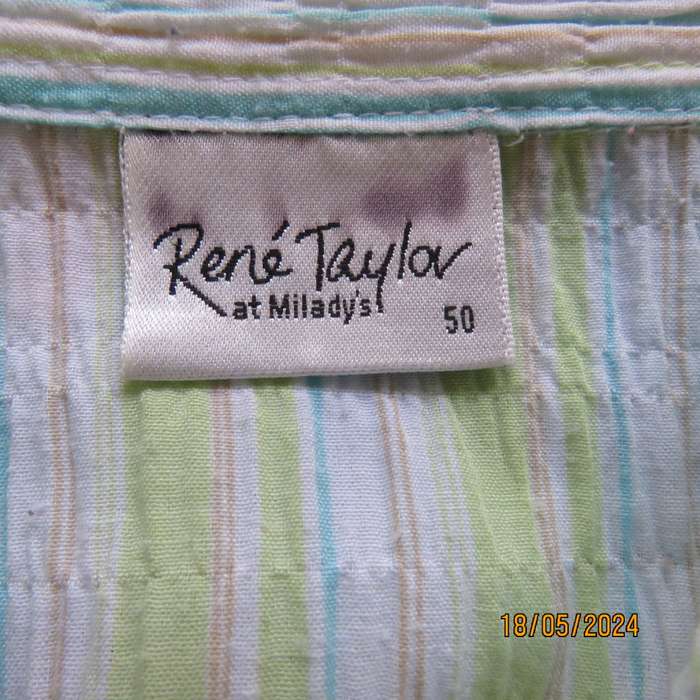 René Taylor
at Milady's
50
18/05/2024